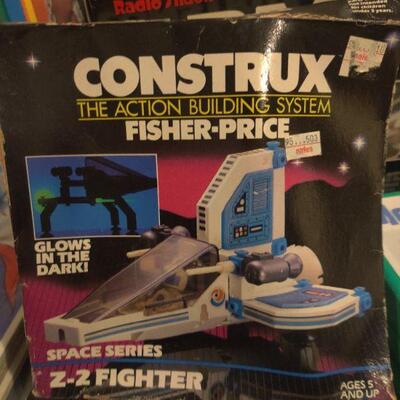 CONSTRUX
THE ACTION BUILDING SYSTEM
FISHER-PRICE
GLOWS
IN THE
DARK!
SPACE SERIES
Z-2 FIGHTER
AGES 5
AND UP